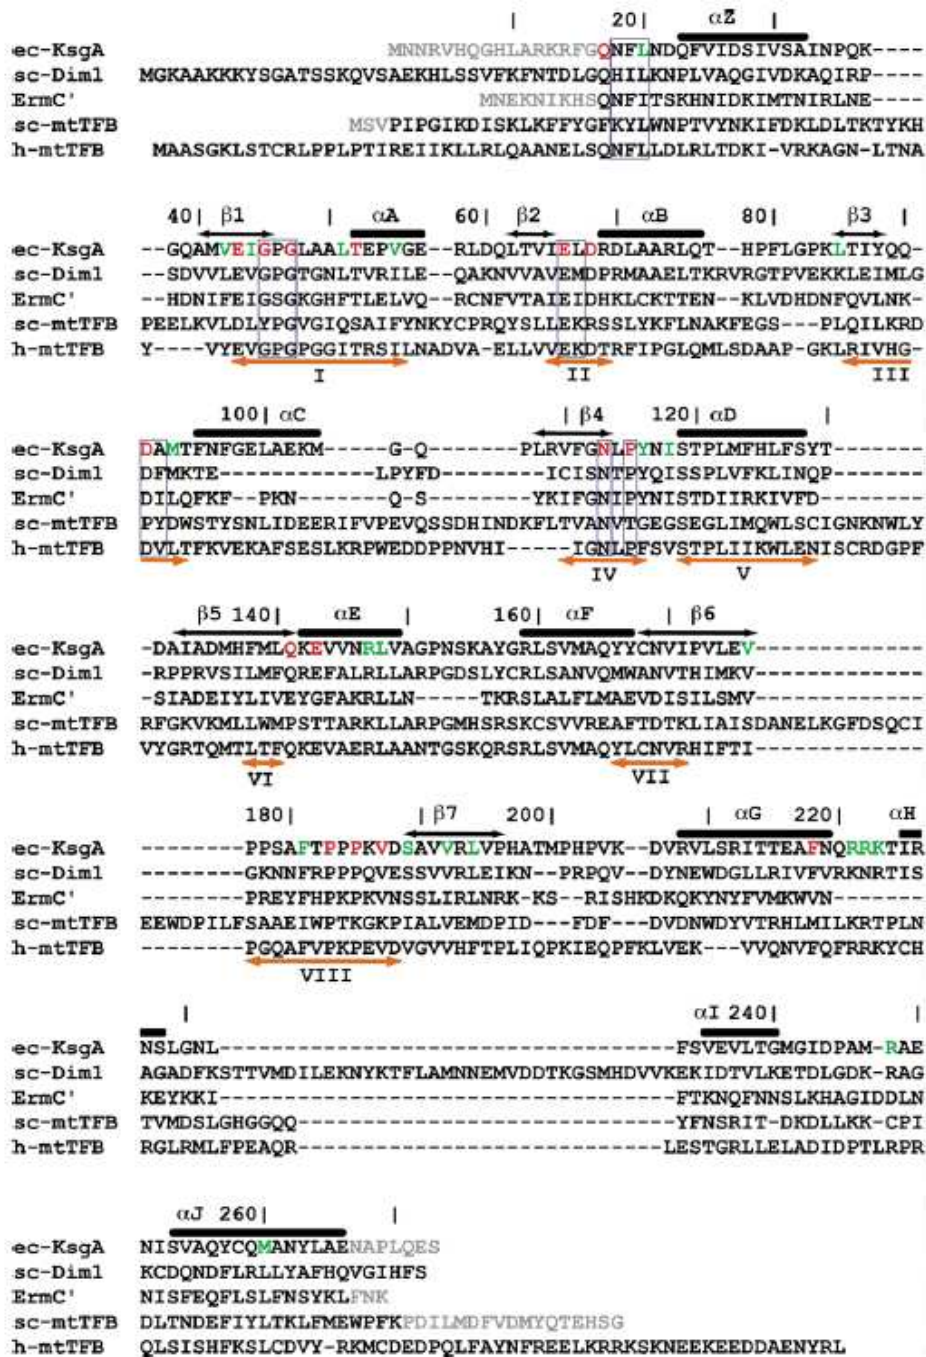 | 20| αZ |
ec-KsgA MNNRVHQGHLARKRFGQNFLNDQFVIDSIVSAINPQK----
sc-Dim1 MGKAAKKKYSGATSSKQVSAEKHLSSVFKFNTDLGQHILKNPLVAQGIVDKAQIRP----
ErmC' MNEKNIKHSQNFITSKHNIDKIMTNIRLNE----
sc-mtTFB MSVPIPGIKDISKLKFFYGFKYLWNPTVYNKIFDKLDLTKTYKH
h-mtTFB MAASGKLSTCRLPPLPTIREIIKLLRLQAANELSQNFLLDLRLTDKI-VRKAGN-LTNA
40| β1 | αA 60| β2 | αB 80| β3 |
ec-KsgA --GQAMVEIGPGLAALTEPVGE--RLDQLTVIELDRDLAARLQT--HPFLGPKLTIYQQ
sc-Dim1 --SDVVLEVGPGTGNLTVRILE--QAKNVVAVEMDPRMAAELTKRVRGTPVEKKLEIMLG
ErmC' --HDNIFEIGSGKGHFTLELVQ--RCNFVTAIEIDHKLCKTTEN--KLVDHDNFQVLNK-
sc-mtTFB PEELKVLDLYPGVGIQSAIFYNKYCPRQYSLLEKRSSLYKFLNAKFEGS---PLQILKRD
h-mtTFB Y----VYEVGPGPGGITRSILNADVA-ELLVVEKDTRFIPGLQMLSDAAP-GKLRIVHG-
I II III
100| αC | β4 120| αD |
ec-KsgA DAMTFNFGELAEKM-----G-Q-------PLRVFGNLPYNISTPLMFHLFSYT-
sc-Dim1 DFMKTE------------LPYFD------ICISNTPYQISSPLVFKLINQP-
ErmC' DILQFKF--PKN-------Q-S-------YKIFGNIPYNISTDIIRKIVFD--
sc-mtTFB PYDWSTYSNLIDEERIFVPEVQSSDHINDKFLTVANVTGEGSEGLIMQWLSCIGNKNWLY
h-mtTFB DVLTFKVEKAFSESLKRPWEDDPPNVHI-----IGNLPFSVSTPLIIKWLENISCRDGPF
IV V
β5 140| αE | 160| αF | β6
ec-KsgA -DAIADMHFMLQKEVVNRLVAGPNSKAYGRLSVMAQYYCNVIPVLEV-------------
sc-Dim1 -RPPRVSILMFQREFALRLLARPGDSLYCRLSANVQMWANVTHIMKV-------------
ErmC' -SIADEIYLIVEYGFAKRLLN----TKRSLALFLMAEVDISILSMV-------------
sc-mtTFB RFGKVKMLLWMPSTTARKLLARPGMHSRSKCSVVREAFTDTKLIAISDANELKGFDSQCI
h-mtTFB VYGRTQMTLTFQKEVAERLAANTGSKQRSRLSVMAQYLCNVRHIFTI-------------
VI VII
180| | β7 200| | αG 220| αH
ec-KsgA --------PPSAFTPPPKVDSAVVRLVPHATMPHPVK--DVRVLSRITTEAFNQRRKTIR
sc-Dim1 --------GKNNFRPPPQVESSVVRLEIKN--PRPQV--DYNEWDGLLRIVFVRKNRTIS
ErmC' --------PREYFHPKPKVNSSLIRLNRK-KS--RISHKDKQKYNYFVMKWVN-------
sc-mtTFB EEWDPILFSAAEIWPTKGKPIALVEMDPID---FDF--DVDNWDYVTRHLMILKRTPLN
h-mtTFB --------PGQAFVPKPEVDVGVVHFTPLIQPKIEQPFKLVEK---VVQNVFQFRRKYCH
VIII
| αI 240| |
ec-KsgA NSLGNL-----------------------------------FSVEVLTGMGIDPAM-RAE
sc-Dim1 AGADFKSTTVMDILEKNYKTFLAMNNEMVDDTKGSMHDVVKEKIDTVLKETDLGDK-RAG
ErmC' KEYKKI-----------------------------------FTKNQFNNSLKHAGIDDLN
sc-mtTFB TVMDSLGHGGQQ-----------------------------YFNSRIT-DKDLLKK-CPI
h-mtTFB RGLRMLFPEAQR----------------------------LESTGRLLELADIDPTLRPR
αJ 260| |
ec-KsgA NISVAQYCQMANYLAENAPLQES
sc-Dim1 KCDQNDFLRLLYAFHQVGIHFS
ErmC' NISFEQFLSLFNSYKLFNK
sc-mtTFB DLTNDEFIYLTKLFMEWPFKPDILMDFVDMYQTEHSG
h-mtTFB QLSISHFKSLCDVY-RKMCDEDPQLFAYNFREELKRRKSKNEEKEEDDAENYRL